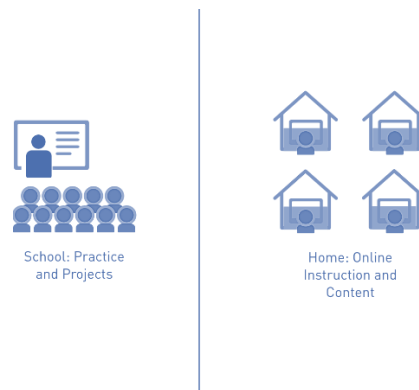 School: Practice
and Projects
Home: Online
Instruction and
Content